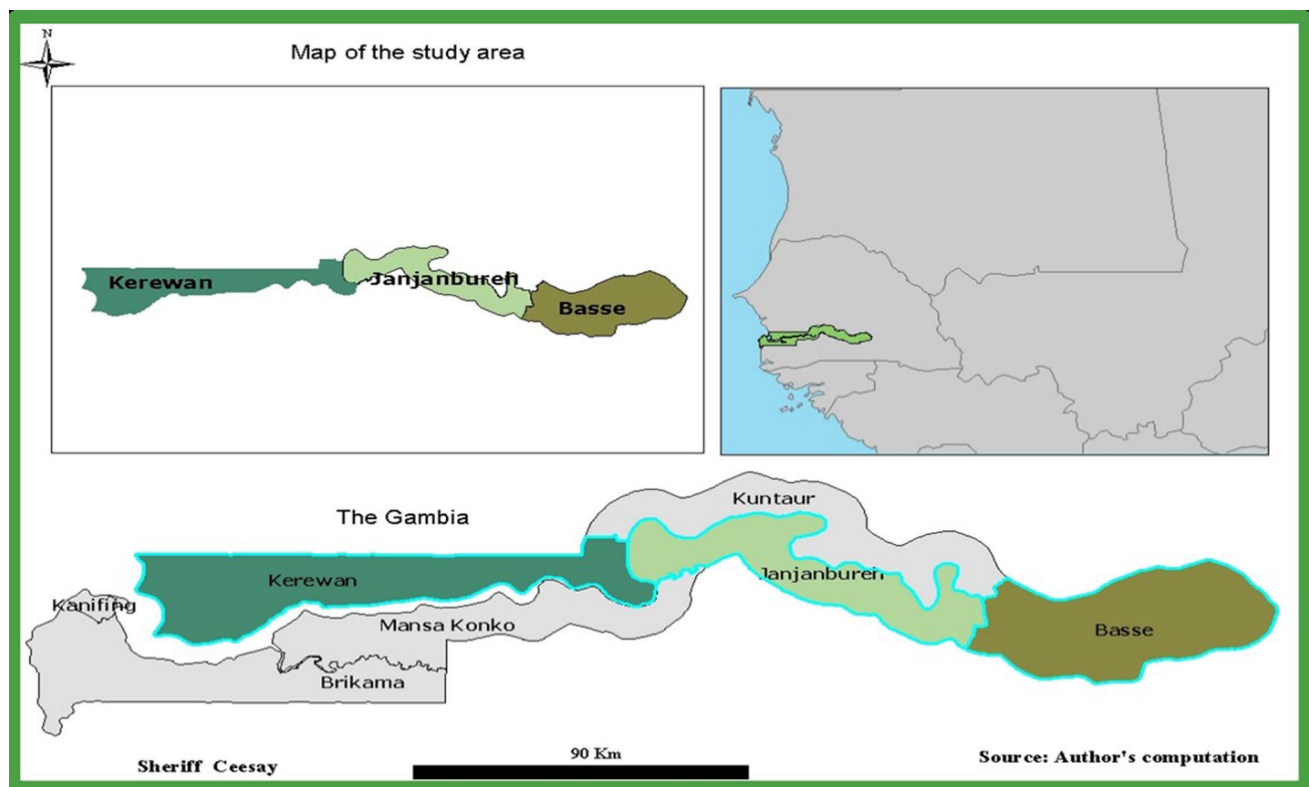 N
Map of the study area
Kerewan
Janjanbureh
Basse
The Gambia
Kuntaur
Kerewan
Janjanbureh
Kanifing
Mansa Konko
Basse
Brikama
90 Km
Sheriff Ceesay
Source: Author's computation